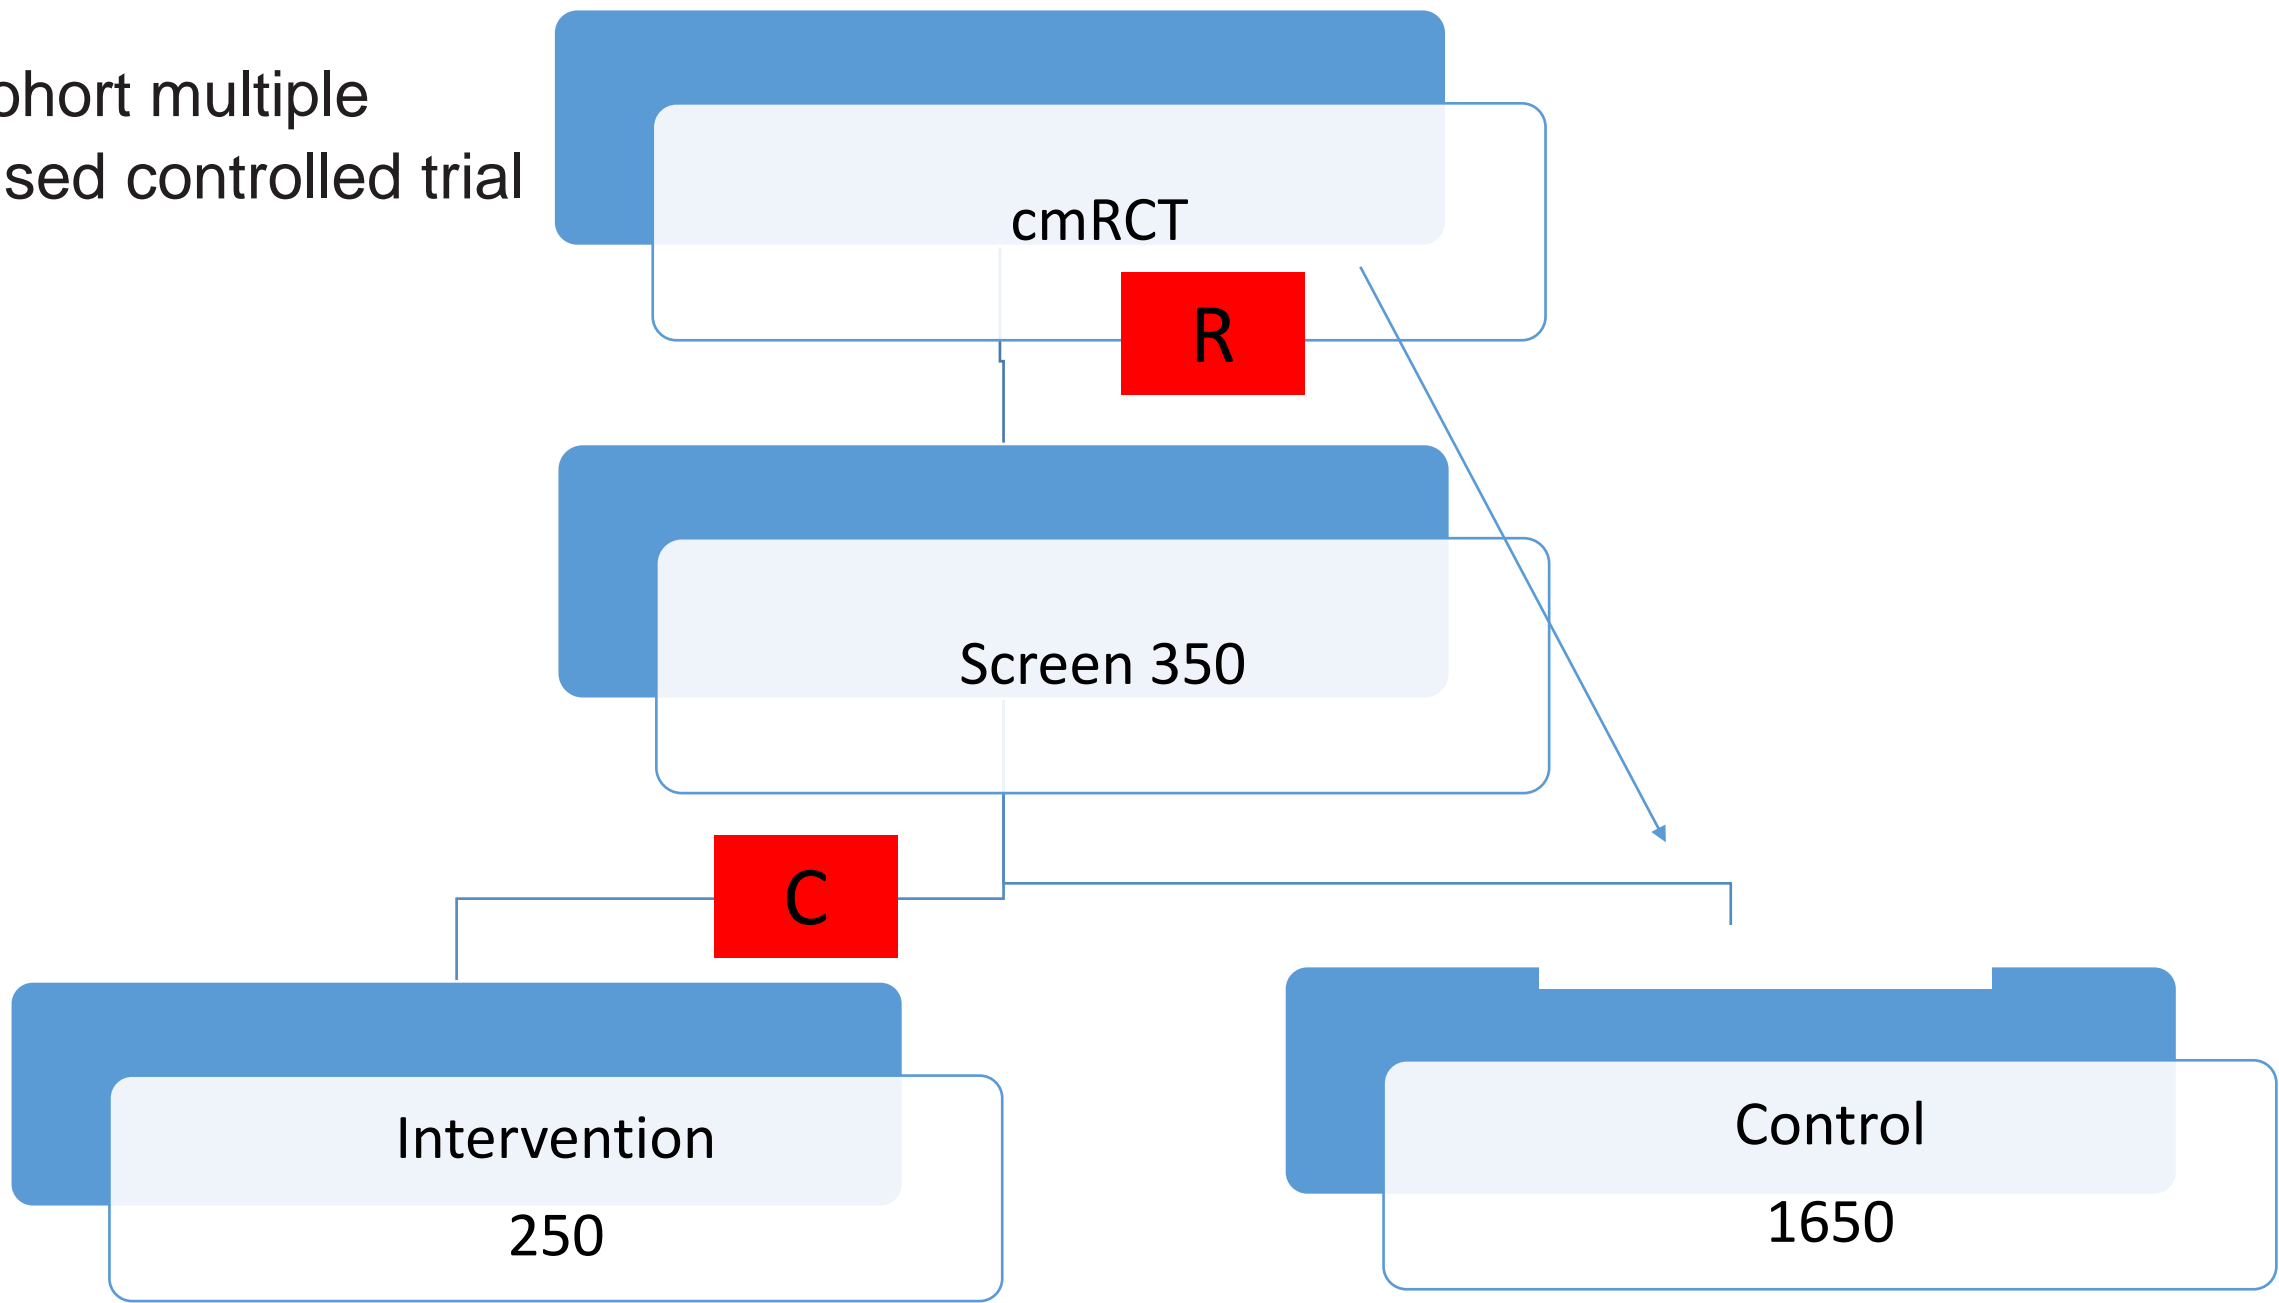 ohort multiple
sed controlled trial
cmRCT
R
Screen 350
C
Intervention
250
Control
1650